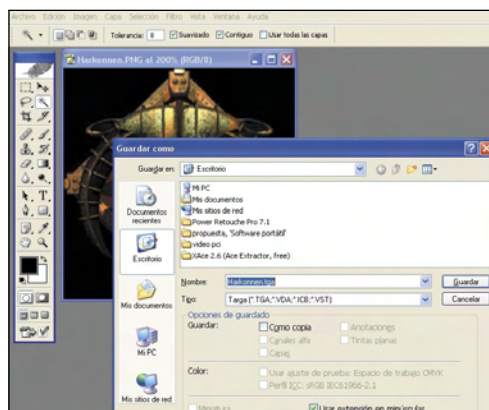 Archivo Edición Imagen Capa Selección Filtro Vista Ventana Ayuda
Tolerancia: 8 Suavizado Contiguo Usar todas las capas
Harkonnen.PNG al 200% (RGB/8)
Guardar como
Guardar en: Escritorio
Documentos recientes
Escritorio
Mis documentos
Mi PC
Mis sitios de red
Mi PC
Mis documentos
Mis sitios de red
Power Retouche Pro 7.1
propuesta, 'Software portátil'
video pci
XAce 2.6 (Ace Extractor, free)
Nombre: Harkonnen.tga Guardar
Tipo: Targa (*.TGA;*.VDA;*.ICB;*.VST) Cancelar
Opciones de guardado
Guardar: Como copia Anotaciones
Canales alfa Tintas planas
Capas
Color: Usar ajuste de prueba: Espacio de trabajo CMYK
Perfil ICC: sRGB IEC61966-2.1
Miniatura Usar extensión en minúsculas